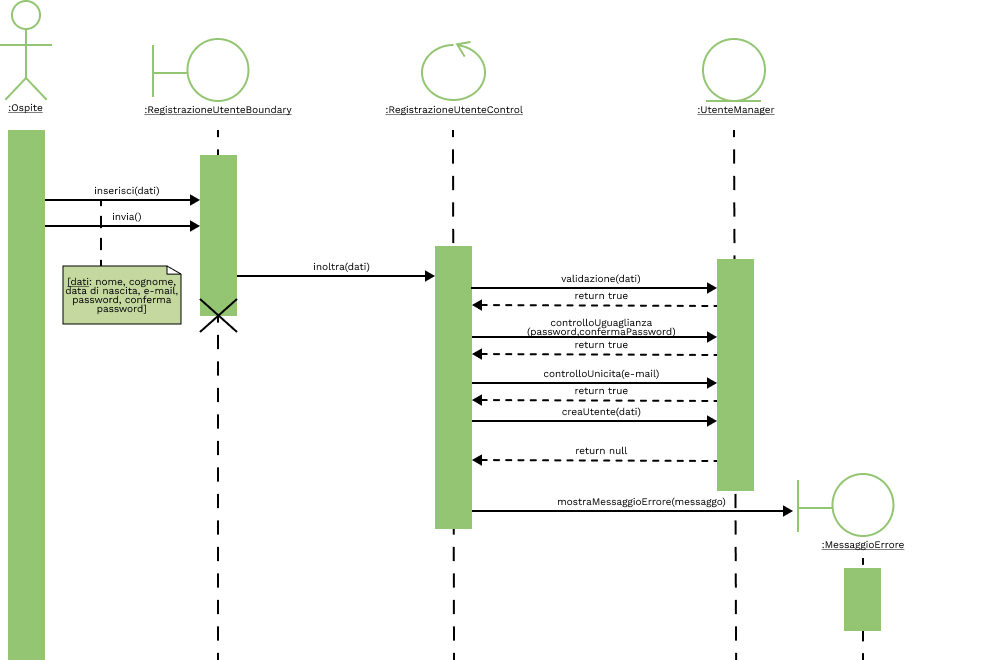 :Ospite
:RegistrazioneUtenteBoundary
:RegistrazioneUtenteControl
:UtenteManager
inserisci(dati)
invia()
[dati: nome, cognome,
data di nascita, e-mail,
password, conferma
password]
inoltra(dati)
validazione(dati)
return true
controlloUguaglianza
(password,confermaPassword)
return true
controlloUnicita(e-mail)
return true
creaUtente(dati)
return null
mostraMessaggioErrore(messaggo)
:MessaggioErrore